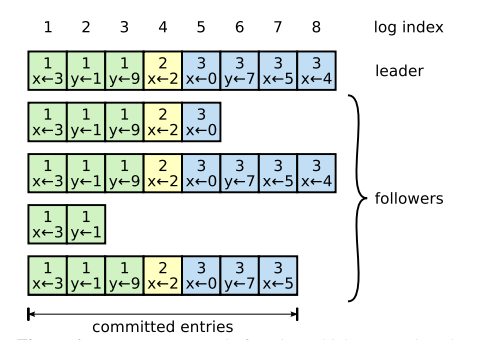 1 2 3 4 5 6 7 8 log index
1 1 1 2 3 3 3 3
x←3 y←1 y←9 x←2 x←0 y←7 x←5 x←4
leader
1 1 1 2 3
x←3 y←1 y←9 x←2 x←0
1 1 1 2 3 3 3 3
x←3 y←1 y←9 x←2 x←0 y←7 x←5 x←4
1 1
x←3 y←1
followers
1 1 1 2 3 3 3
x←3 y←1 y←9 x←2 x←0 y←7 x←5
committed entries